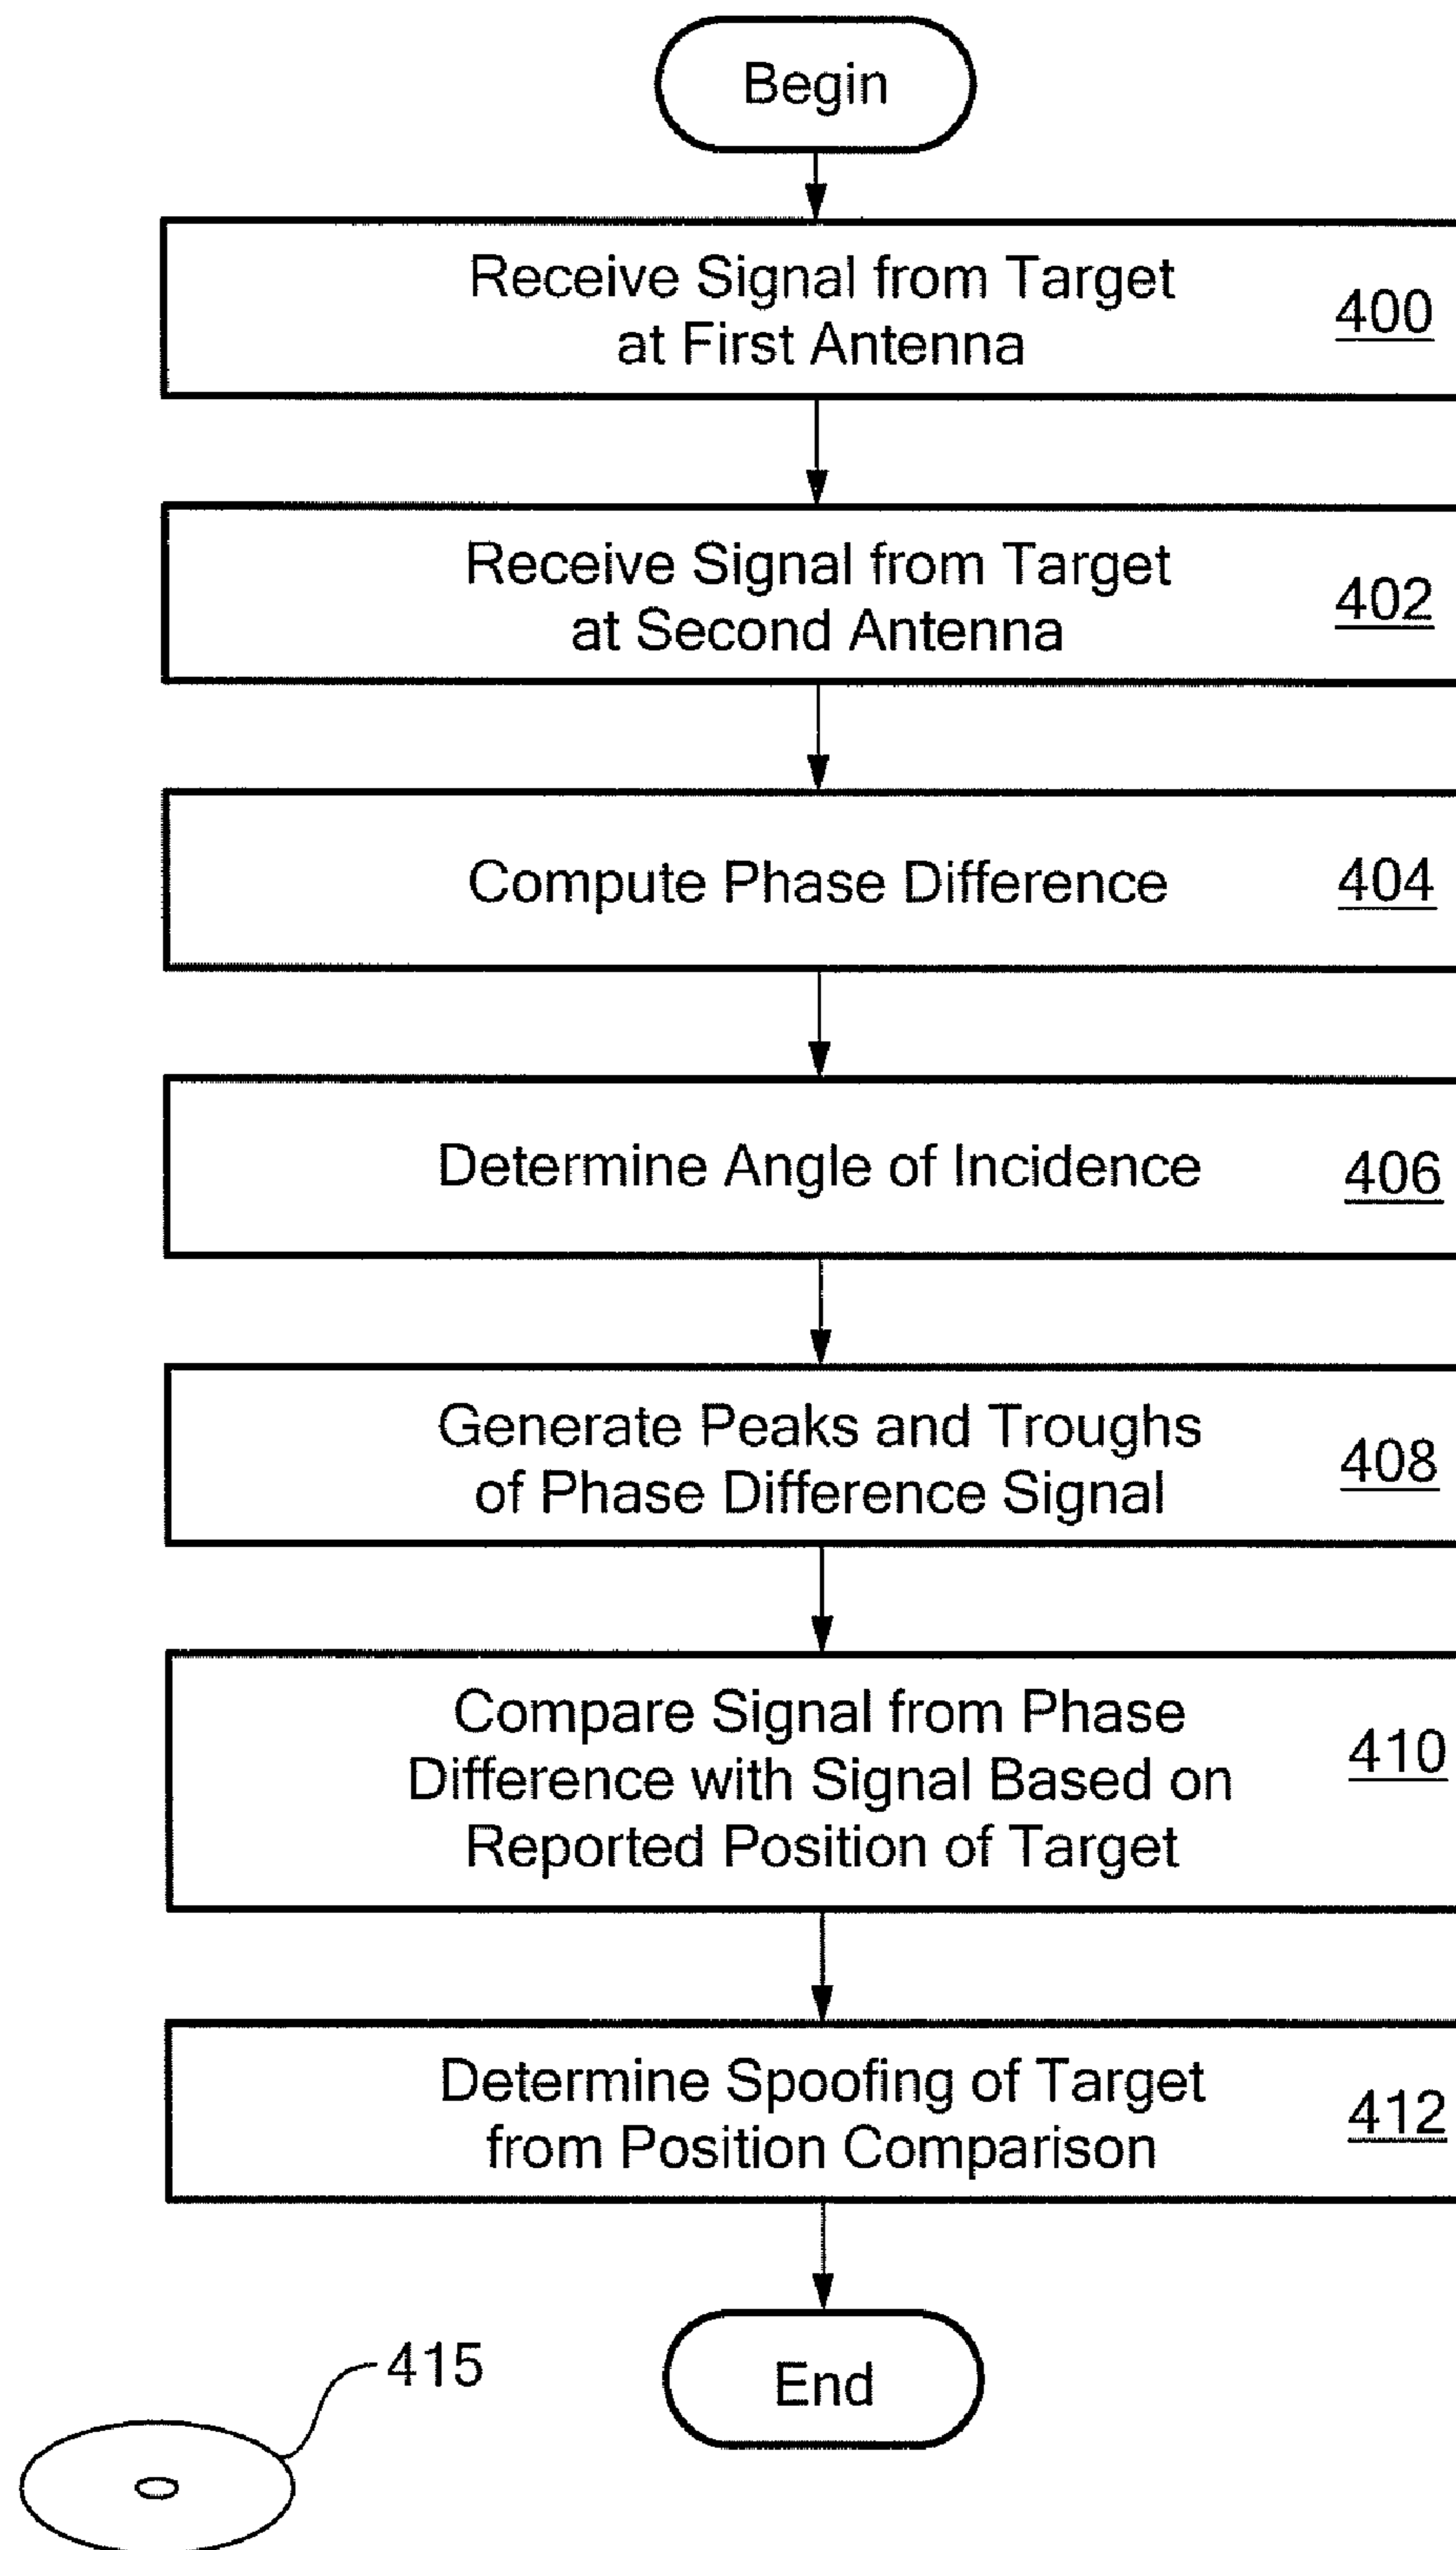 Begin
Receive Signal from Target
at First Antenna
400
Receive Signal from Target
at Second Antenna
402
Compute Phase Difference
404
Determine Angle of Incidence
406
Generate Peaks and Troughs
of Phase Difference Signal
408
Compare Signal from Phase
Difference with Signal Based on
Reported Position of Target
410
Determine Spoofing of Target
from Position Comparison
412
End
415